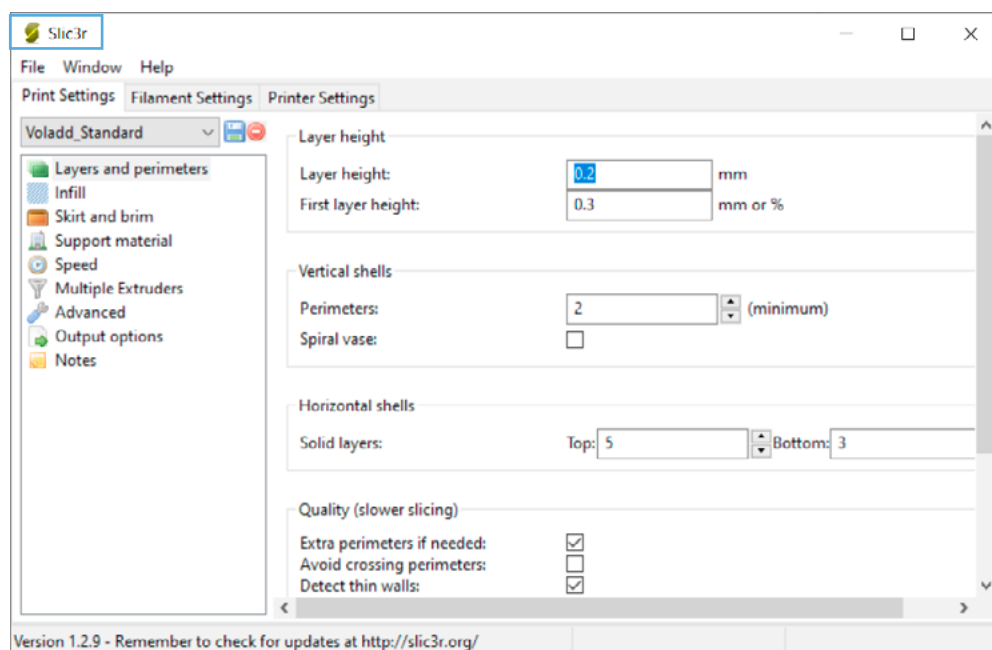 Slic3r
File Window Help
Print Settings Filament Settings Printer Settings
Voladd_Standard
Layers and perimeters
Infill
Skirt and brim
Support material
Speed
Multiple Extruders
Advanced
Output options
Notes
Layer height
Layer height: 0.2 mm
First layer height: 0.3 mm or %
Vertical shells
Perimeters: 2 (minimum)
Spiral vase:
Horizontal shells
Solid layers: Top: 5 Bottom: 3
Quality (slower slicing)
Extra perimeters if needed:
Avoid crossing perimeters:
Detect thin walls:
Version 1.2.9 - Remember to check for updates at http://slic3r.org/